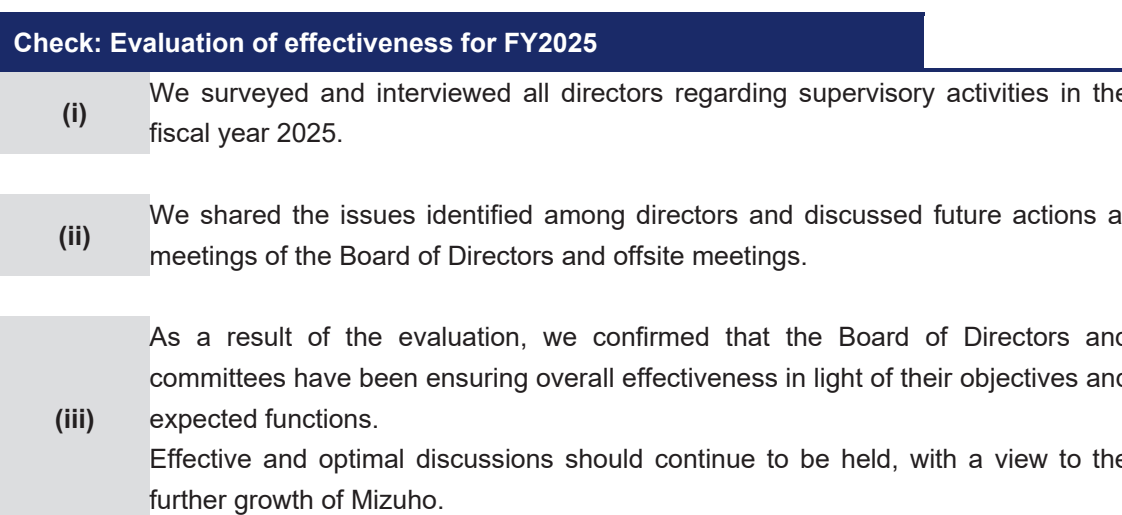 Check: Evaluation of effectiveness for FY2025
(i)
We surveyed and interviewed all directors regarding supervisory activities in the
fiscal year 2025.
(ii)
We shared the issues identified among directors and discussed future actions at
meetings of the Board of Directors and offsite meetings.
(iii)
As a result of the evaluation, we confirmed that the Board of Directors and
committees have been ensuring overall effectiveness in light of their objectives and
expected functions.
Effective and optimal discussions should continue to be held, with a view to the
further growth of Mizuho.